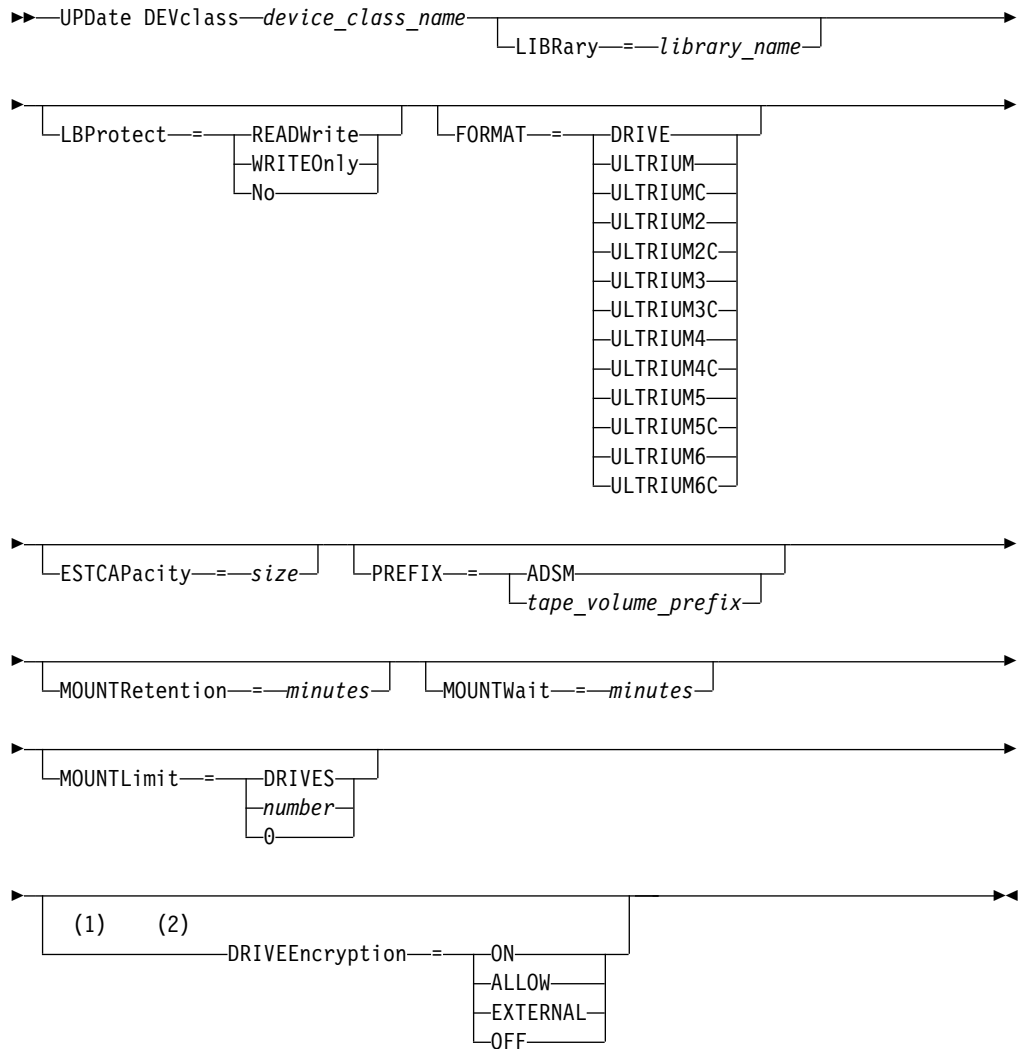 UPDate DEVclass device_class_name
LIBRary = library_name
LBProtect = READWrite FORMAT = DRIVE
WRITEOnly ULTRIUM
No ULTRIUMC
ULTRIUM2
ULTRIUM2C
ULTRIUM3
ULTRIUM3C
ULTRIUM4
ULTRIUM4C
ULTRIUM5
ULTRIUM5C
ULTRIUM6
ULTRIUM6C
ESTCAPacity = size PREFIX = ADSM
tape_volume_prefix
MOUNTRetention = minutes MOUNTWait = minutes
MOUNTLimit = DRIVES
number
0
(1) (2)
DRIVEEncryption = ON
ALLOW
EXTERNAL
OFF